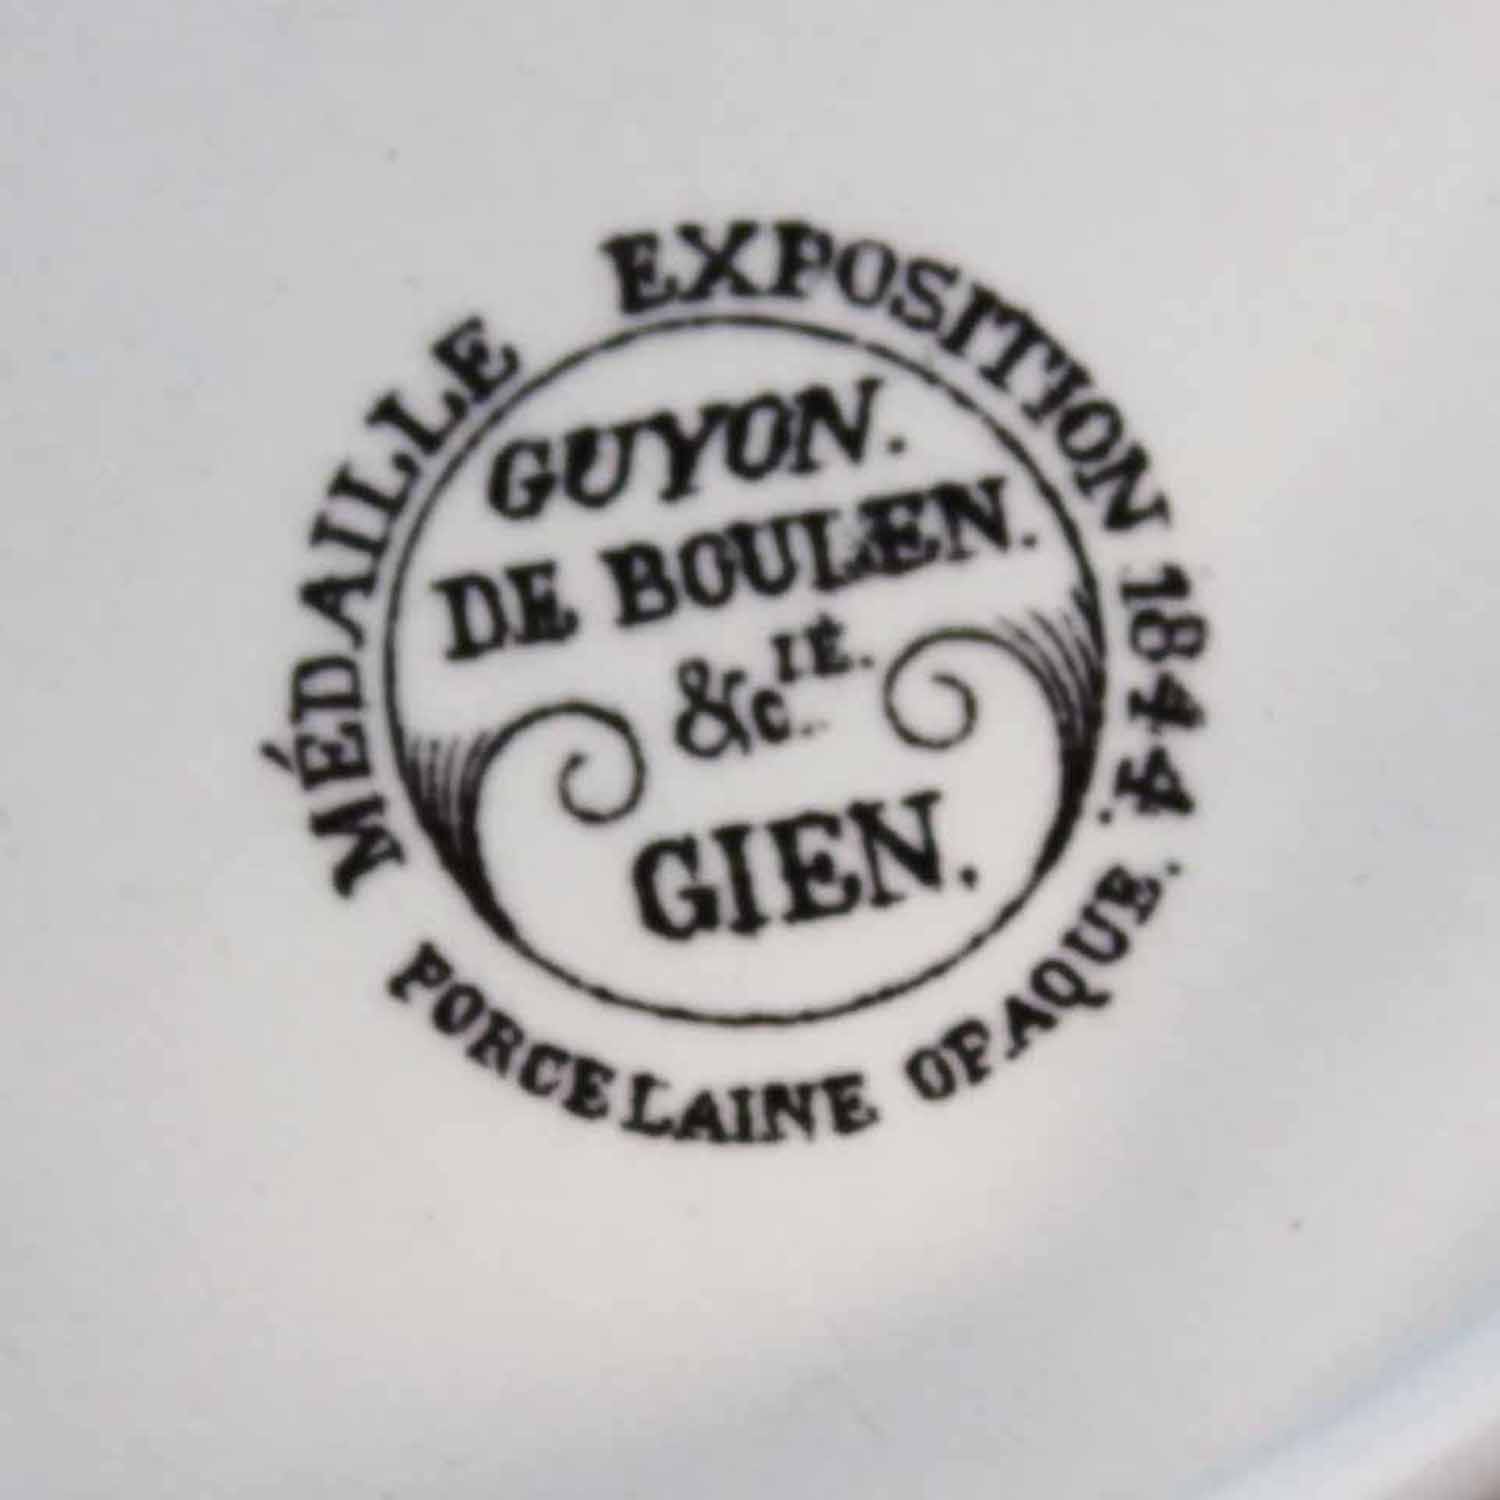 MÉDAILLE EXPOSITION 1844.
GUYON.
DE BOULEN.
& CIE.
GIEN.
PORCELAINE OPAQUE.